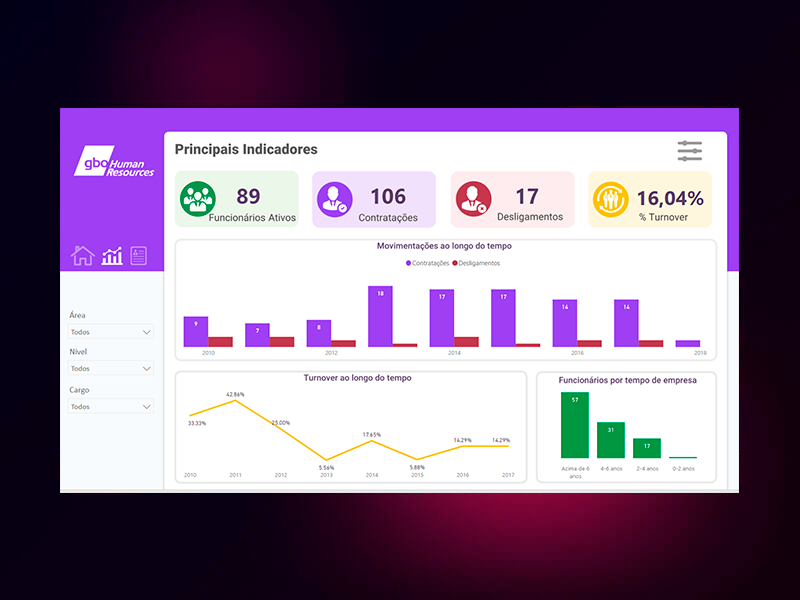 gbo Human
Resources
Principais Indicadores
89
Funcionários Ativos
106
Contratações
17
Desligamentos
16,04%
% Turnover
Movimentações ao longo do tempo
Contratações Desligamentos
9
7
8
18
17
17
14
14
2010 2012 2014 2016 2018
Área
Todos
Nível
Todos
Cargo
Todos
Turnover ao longo do tempo
33.33%
42.86%
25.00%
5.56%
17.65%
5.88%
14.29%
14.29%
2010 2011 2012 2013 2014 2015 2016 2017
Funcionários por tempo de empresa
57
31
17
Acima de 6
anos
4-6 anos 2-4 anos 0-2 anos